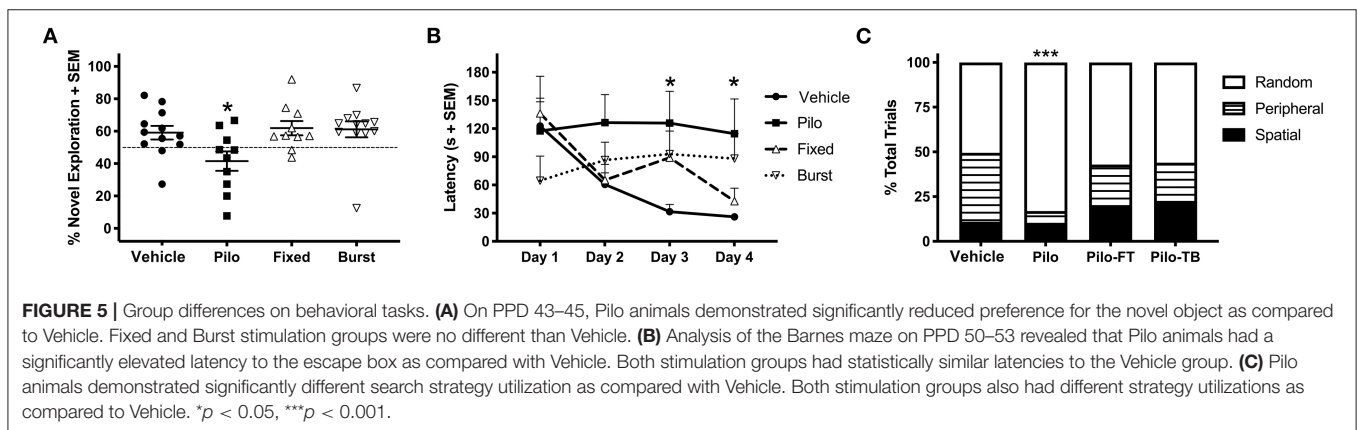 A
% Novel Exploration + SEM
100
80
60
40
20
0
*
Vehicle
Pilo
Fixed
Burst
B
Latency (s + SEM)
180
150
120
90
60
30
0
*
*
Day 1
Day 2
Day 3
Day 4
Vehicle
Pilo
Fixed
Burst
C
% Total Trials
100
75
50
25
0
***
Vehicle
Pilo
Pilo-FT
Pilo-TB
Random
Peripheral
Spatial
FIGURE 5 | Group differences on behavioral tasks. (A) On PPD 43–45, Pilo animals demonstrated significantly reduced preference for the novel object as compared
to Vehicle. Fixed and Burst stimulation groups were no different than Vehicle. (B) Analysis of the Barnes maze on PPD 50–53 revealed that Pilo animals had a
significantly elevated latency to the escape box as compared with Vehicle. Both stimulation groups had statistically similar latencies to the Vehicle group. (C) Pilo
animals demonstrated significantly different search strategy utilization as compared with Vehicle. Both stimulation groups also had different strategy utilizations as
compared to Vehicle. *p < 0.05, ***p < 0.001.